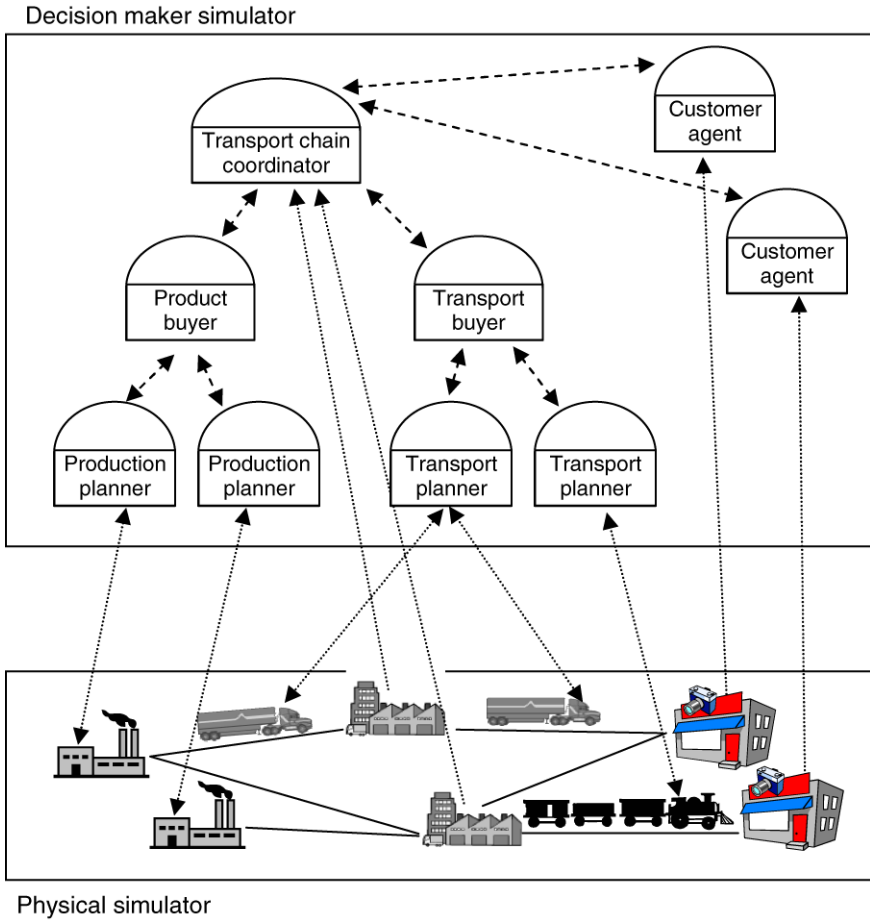 Decision maker simulator
Transport chain
coordinator
Customer
agent
Customer
agent
Product
buyer
Transport
buyer
Production
planner
Production
planner
Transport
planner
Transport
planner
Physical simulator